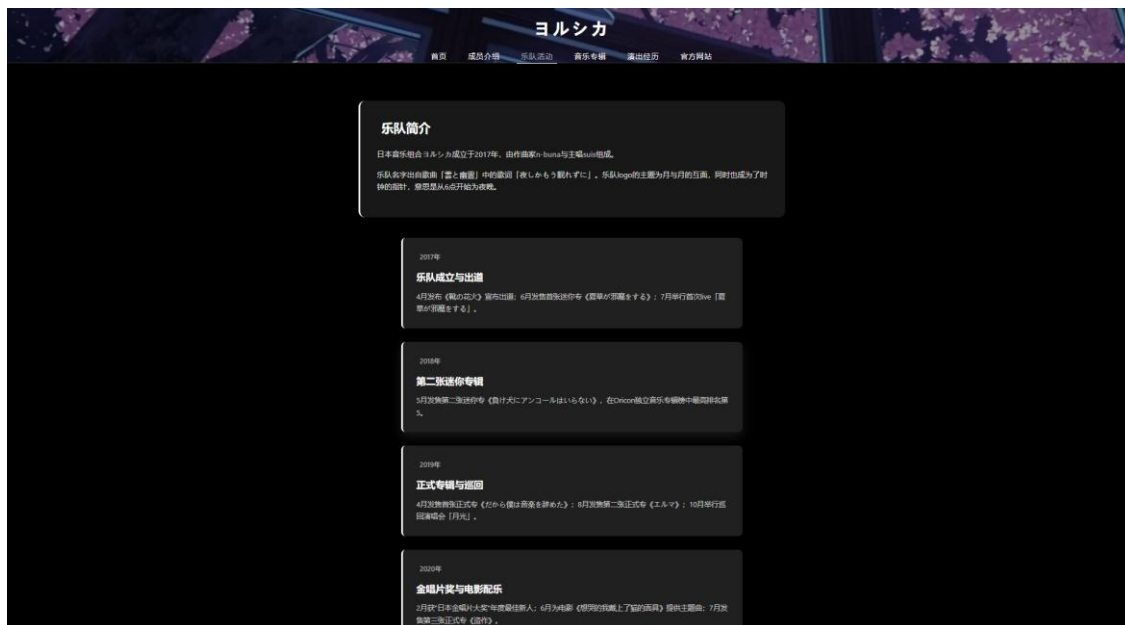 ヨルシカ
首页 成员介绍 乐队活动 音乐专辑 演出经历 官方网站
乐队简介
日本音乐组合ヨルシカ成立于2017年，由作曲家n-buna与主唱suis组成。
乐队名字出自歌曲「雲と幽霊」中的歌词「夜しかもう眠れずに」。乐队logo的主题为月与月的互面，同时也成为了时
钟的指针，意思是从6点开始为夜晚。
2017年
乐队成立与出道
4月发布《靴の花火》宣布出道；6月发售首张迷你专《夏草が邪魔をする》；7月举行首次live「夏
草が邪魔をする」。
2018年
第二张迷你专辑
5月发售第二张迷你专《負け犬にアンコールはいらない》，在Oricon独立音乐专辑榜中最高排名第
5。
2019年
正式专辑与巡回
4月发售首张正式专《だから僕は音楽を辞めた》；8月发售第二张正式专《エルマ》；10月举行巡
回演唱会「月光」。
2020年
金唱片奖与电影配乐
2月获"日本金唱片大奖"年度最佳新人；6月为电影《想哭的我戴上了猫的面具》提供主题曲；7月发
售第三张正式专《盗作》。